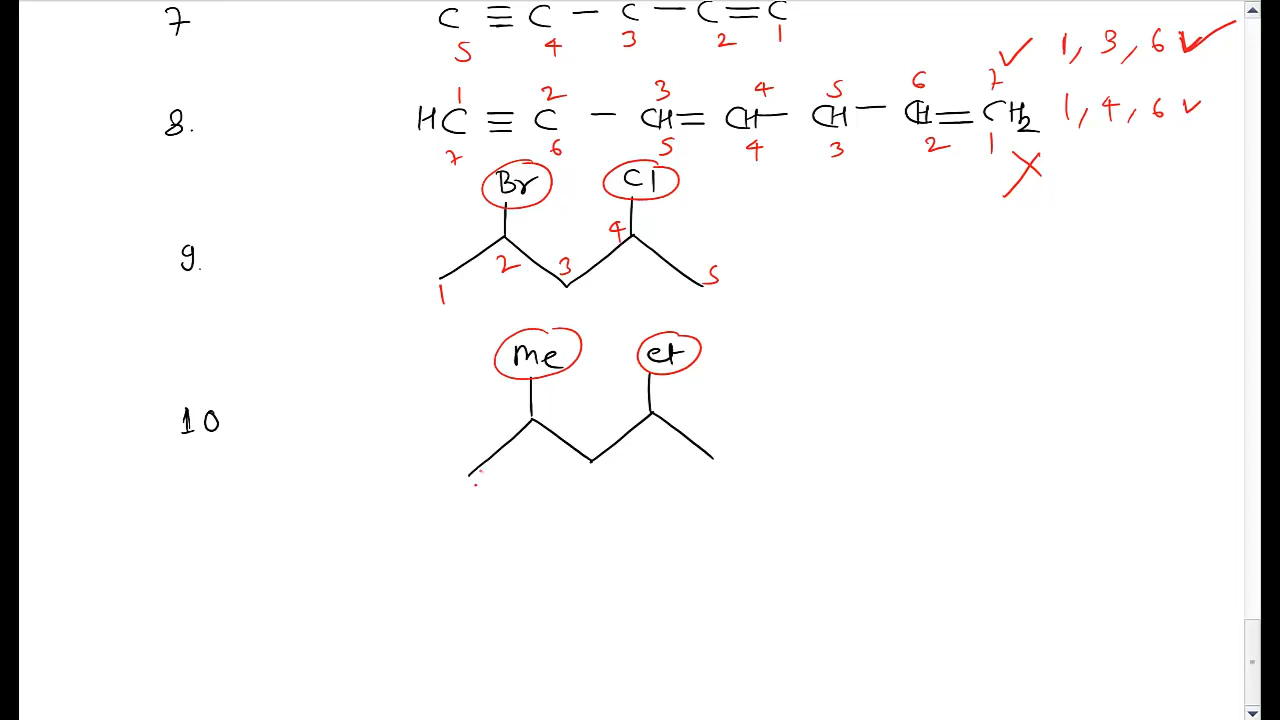 7 C ≡ C – C – C = C
5 4 3 2 1
✓ 1, 3, 6 ✓
1 2 3 4 5 6 7
8. HC ≡ C – CH = CH – CH – CH = CH2 1, 4, 6 ✓
7 6 5 4 3 2 1
✗
Br Cl
9. 1 2 3 4 5
Me et
10